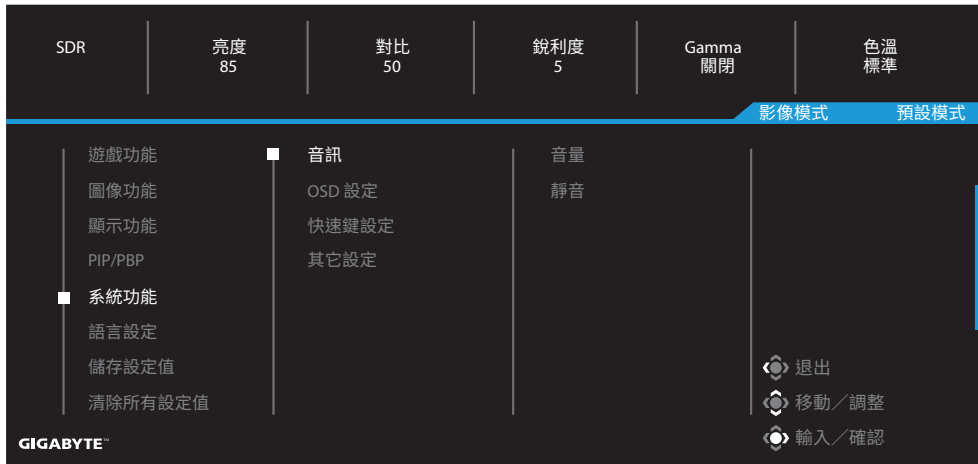 SDR
亮度
85
對比
50
銳利度
5
Gamma
關閉
色溫
標準
影像模式 預設模式
遊戲功能
圖像功能
顯示功能
PIP/PBP
系統功能
語言設定
儲存設定值
清除所有設定值
音訊
OSD 設定
快速鍵設定
其它設定
音量
靜音
退出
移動／調整
輸入／確認
GIGABYTE™